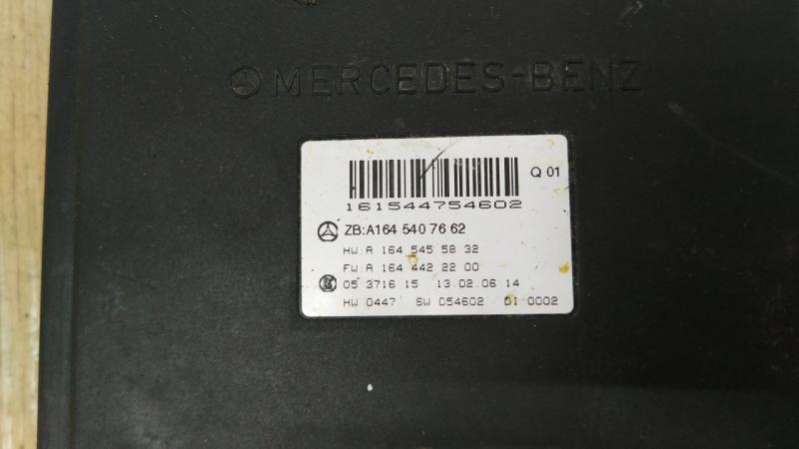 MERCEDES-BENZ
Q 01
161544754602
ZB:A164 540 76 62
HW A 164 545 58 32
FW A 164 442 22 00
05 3716 15 13 02 06 14
HW 0447 SW 054602 D1 0002